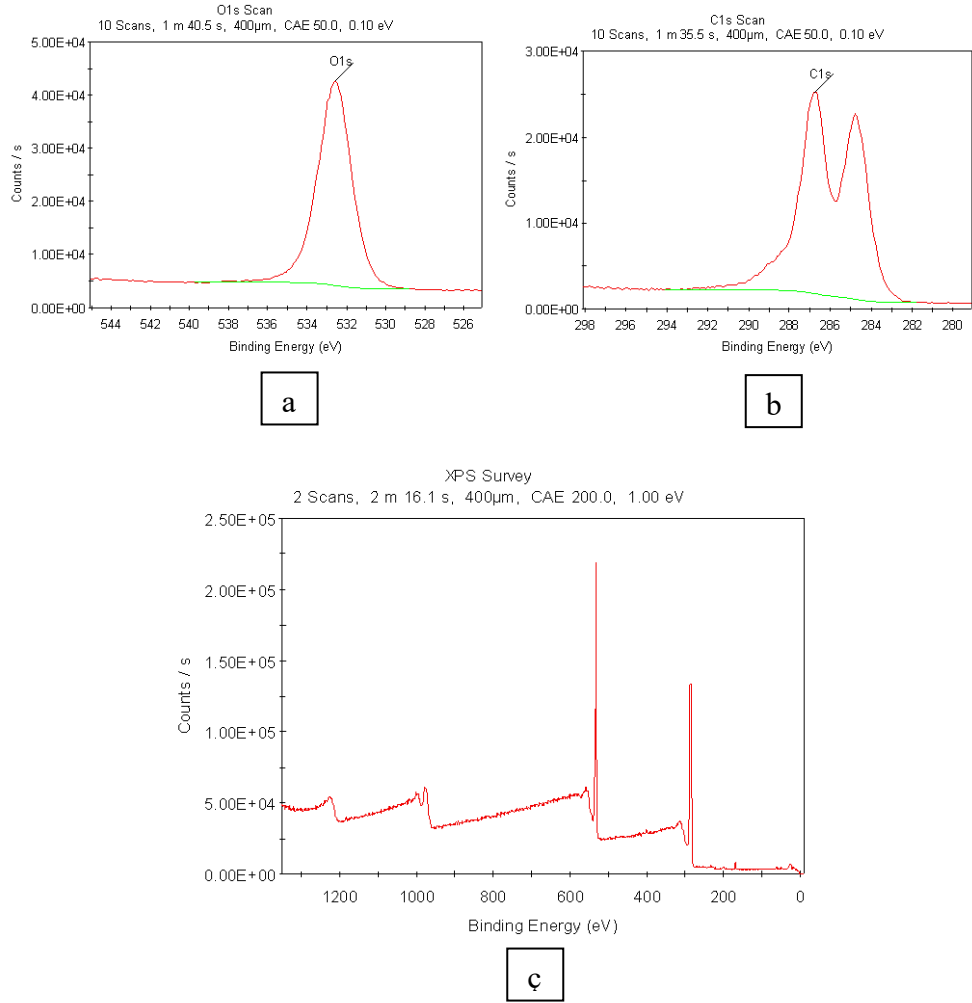 O1s Scan
10 Scans, 1 m 40.5 s, 400µm, CAE 50.0, 0.10 eV
5.00E+04
4.00E+04
3.00E+04
2.00E+04
1.00E+04
0.00E+00
Counts / s
O1s
544 542 540 538 536 534 532 530 528 526
Binding Energy (eV)
a
C1s Scan
10 Scans, 1 m 35.5 s, 400µm, CAE 50.0, 0.10 eV
3.00E+04
2.00E+04
1.00E+04
0.00E+00
Counts / s
C1s
298 296 294 292 290 288 286 284 282 280
Binding Energy (eV)
b
XPS Survey
2 Scans, 2 m 16.1 s, 400µm, CAE 200.0, 1.00 eV
2.50E+05
2.00E+05
1.50E+05
1.00E+05
5.00E+04
0.00E+00
Counts / s
1200 1000 800 600 400 200 0
Binding Energy (eV)
ç